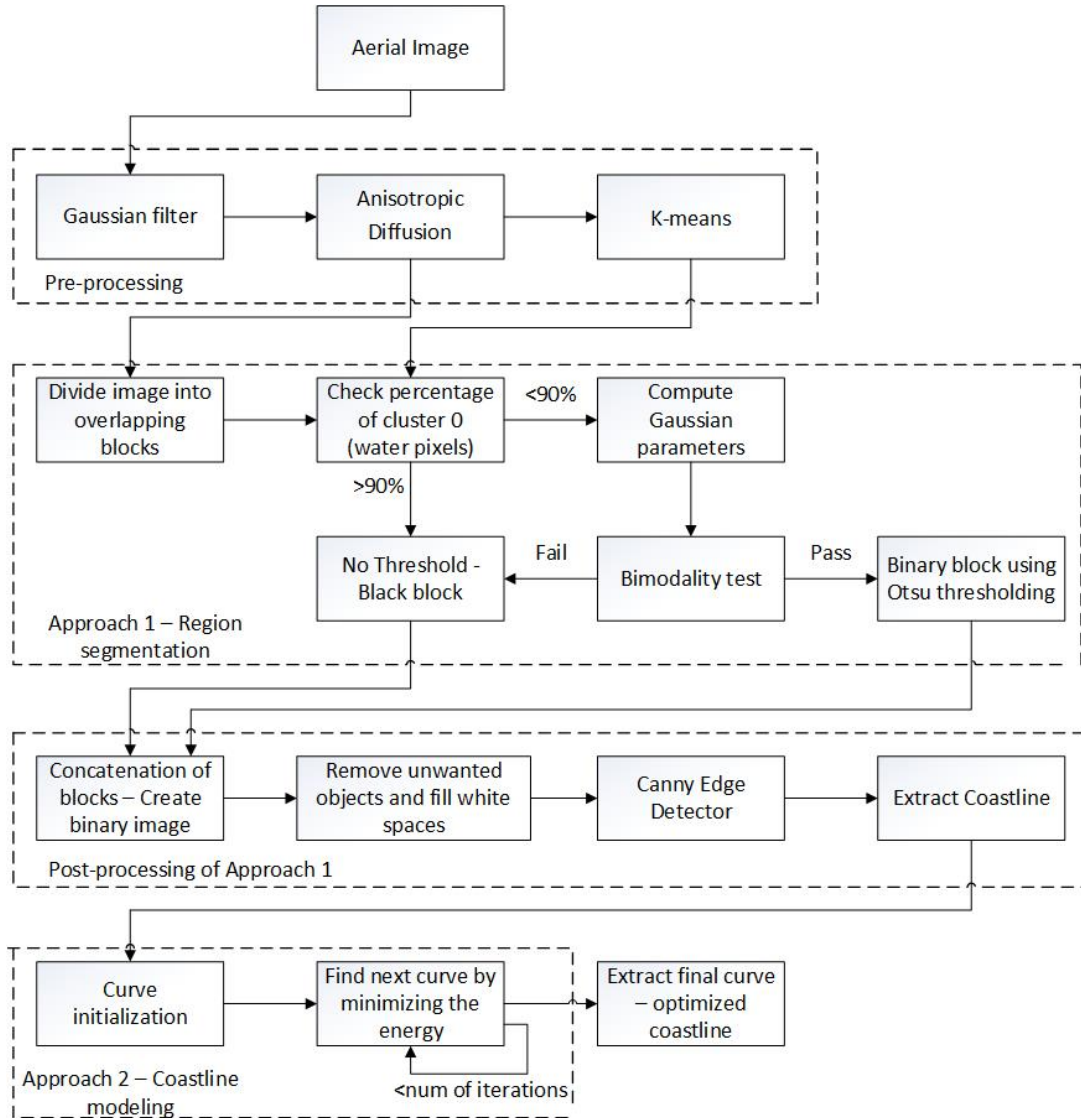 Aerial Image
Gaussian filter
Anisotropic
Diffusion
K-means
Pre-processing
Divide image into
overlapping
blocks
Check percentage
of cluster 0
(water pixels)
<90%
Compute
Gaussian
parameters
>90%
No Threshold -
Black block
Fail
Bimodality test
Pass
Binary block using
Otsu thresholding
Approach 1 – Region
segmentation
Concatenation of
blocks – Create
binary image
Remove unwanted
objects and fill white
spaces
Canny Edge
Detector
Extract Coastline
Post-processing of Approach 1
Curve
initialization
Find next curve by
minimizing the
energy
Extract final curve
– optimized
coastline
<num of iterations
Approach 2 – Coastline
modeling